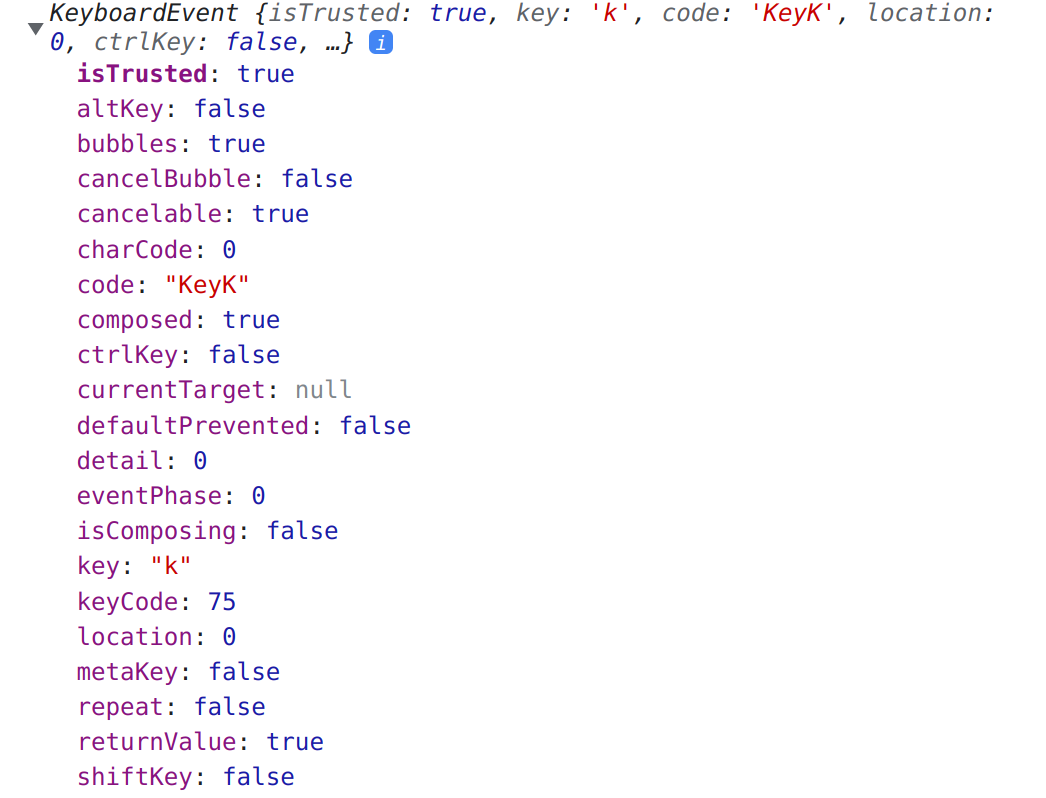 KeyboardEvent {isTrusted: true, key: 'k', code: 'KeyK', location:
0, ctrlKey: false, …} i
isTrusted: true
altKey: false
bubbles: true
cancelBubble: false
cancelable: true
charCode: 0
code: "KeyK"
composed: true
ctrlKey: false
currentTarget: null
defaultPrevented: false
detail: 0
eventPhase: 0
isComposing: false
key: "k"
keyCode: 75
location: 0
metaKey: false
repeat: false
returnValue: true
shiftKey: false